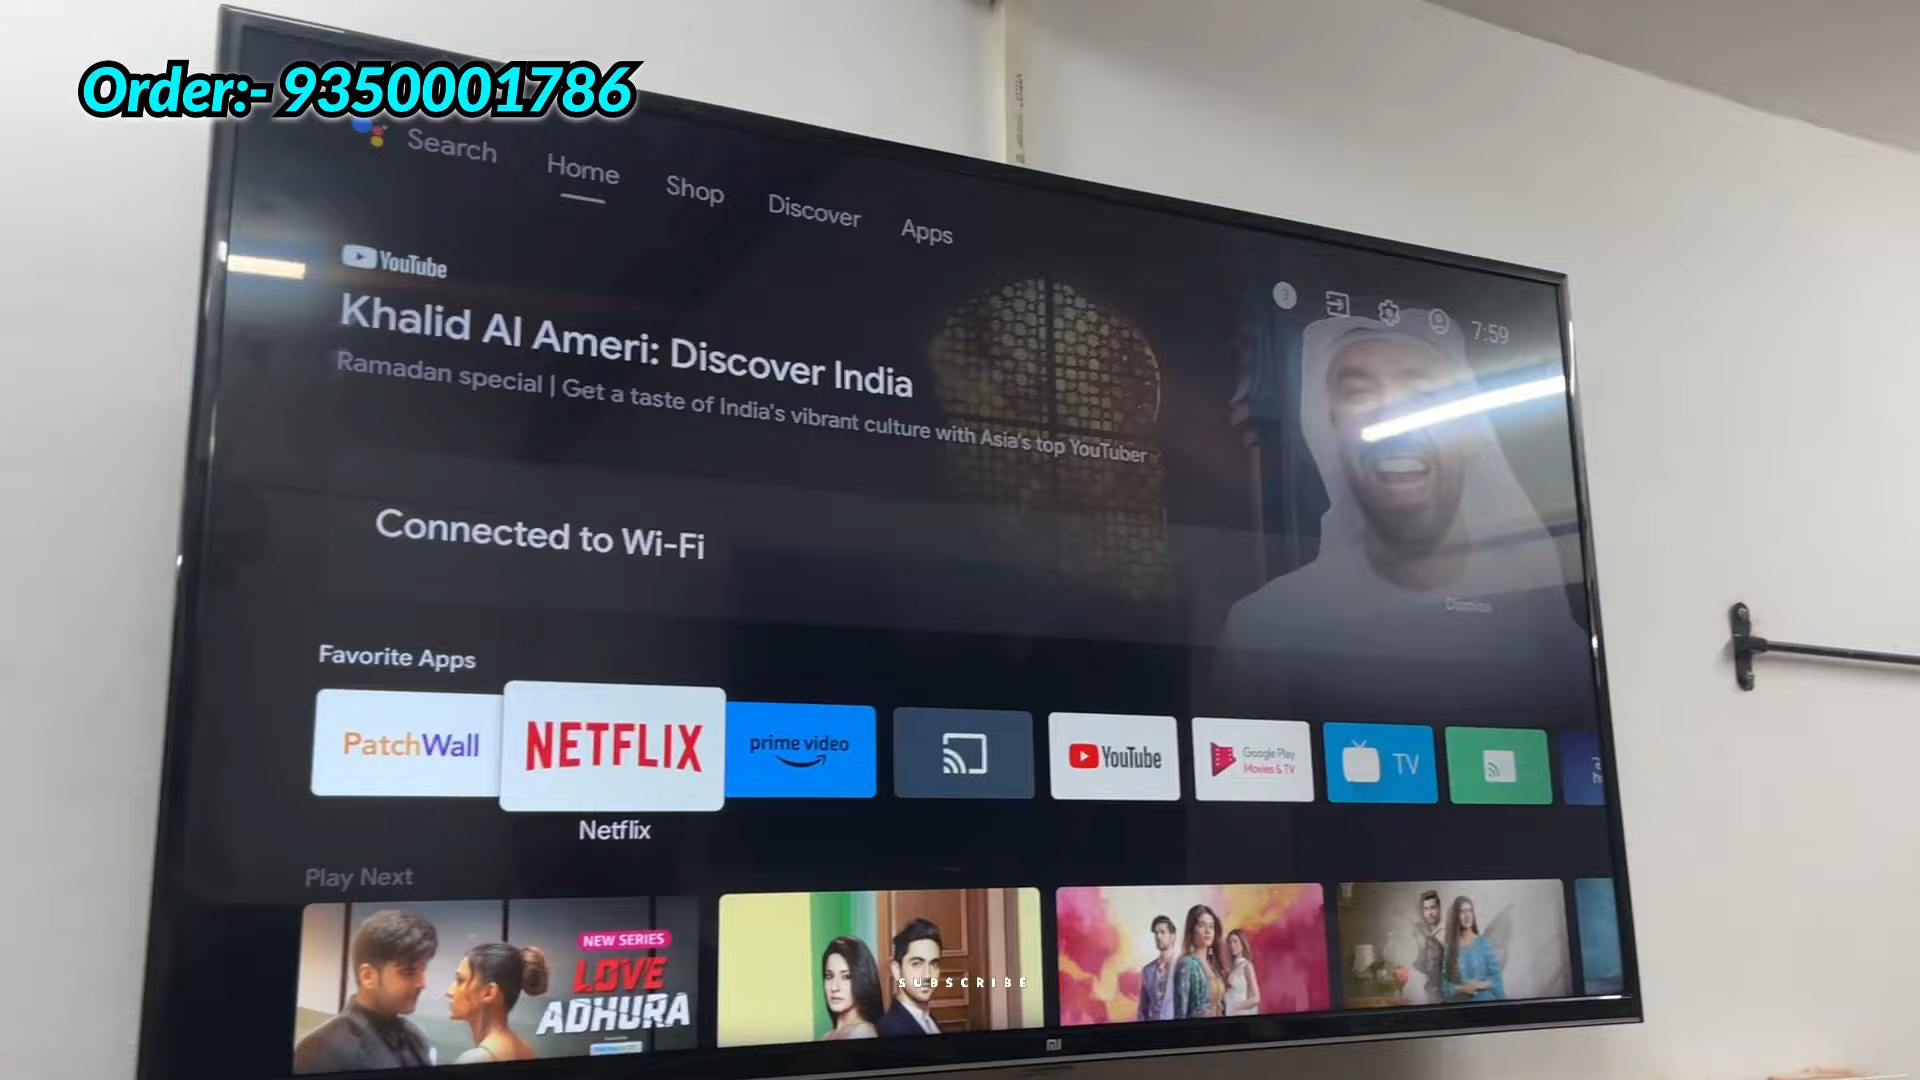 Order:- 9350001786
Search
Home
Shop
Discover
Apps
7:59
YouTube
Khalid Al Ameri: Discover India
Ramadan special | Get a taste of India's vibrant culture with Asia's top YouTuber
Connected to Wi-Fi
Dismiss
Favorite Apps
PatchWall
NETFLIX
prime video
YouTube
Google Play
Movies & TV
TV
Netflix
Play Next
NEW SERIES
LOVE
ADHURA
SUBSCRIBE
mi